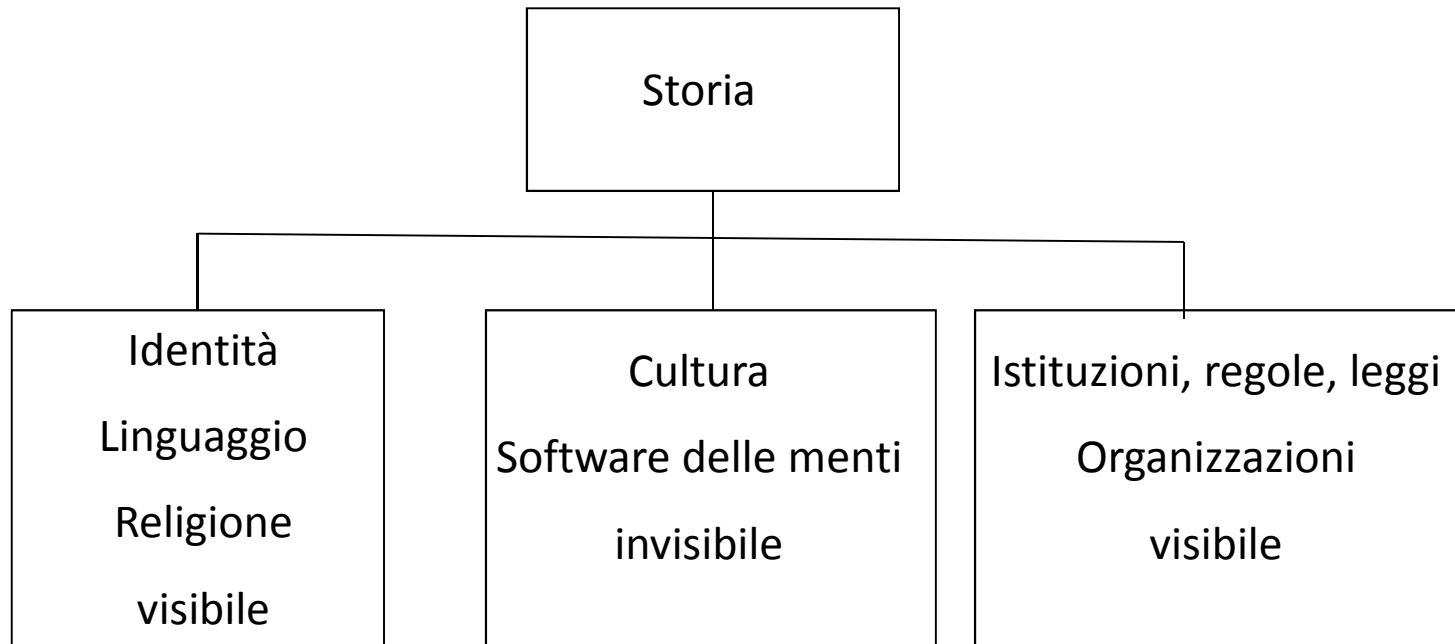 Storia
Identità
Linguaggio
Religione
visibile
Cultura
Software delle menti
invisibile
Istituzioni, regole, leggi
Organizzazioni
visibile